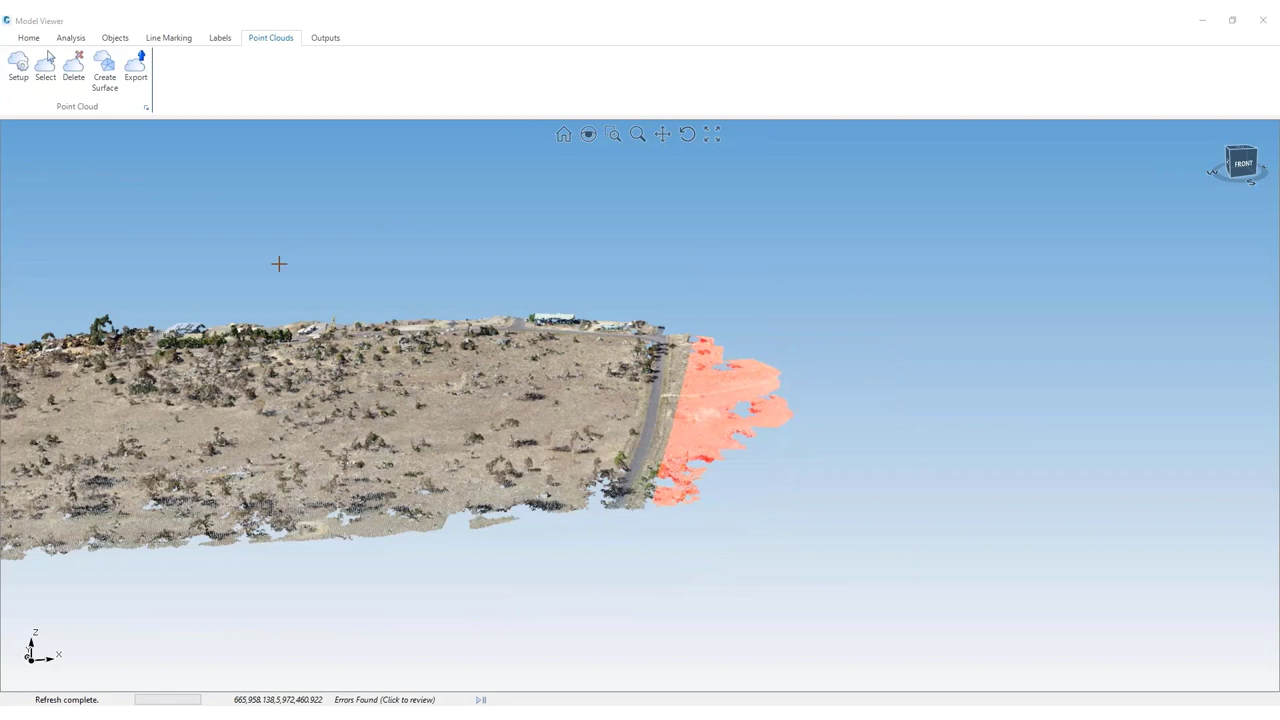 Model Viewer
Home Analysis Objects Line Marking Labels Point Clouds Outputs
Setup Select Delete Create Surface Export
Point Cloud
FRONT
W S
Z
X
Refresh complete. 665,958.138,5,972,460.922 Errors Found (Click to review)